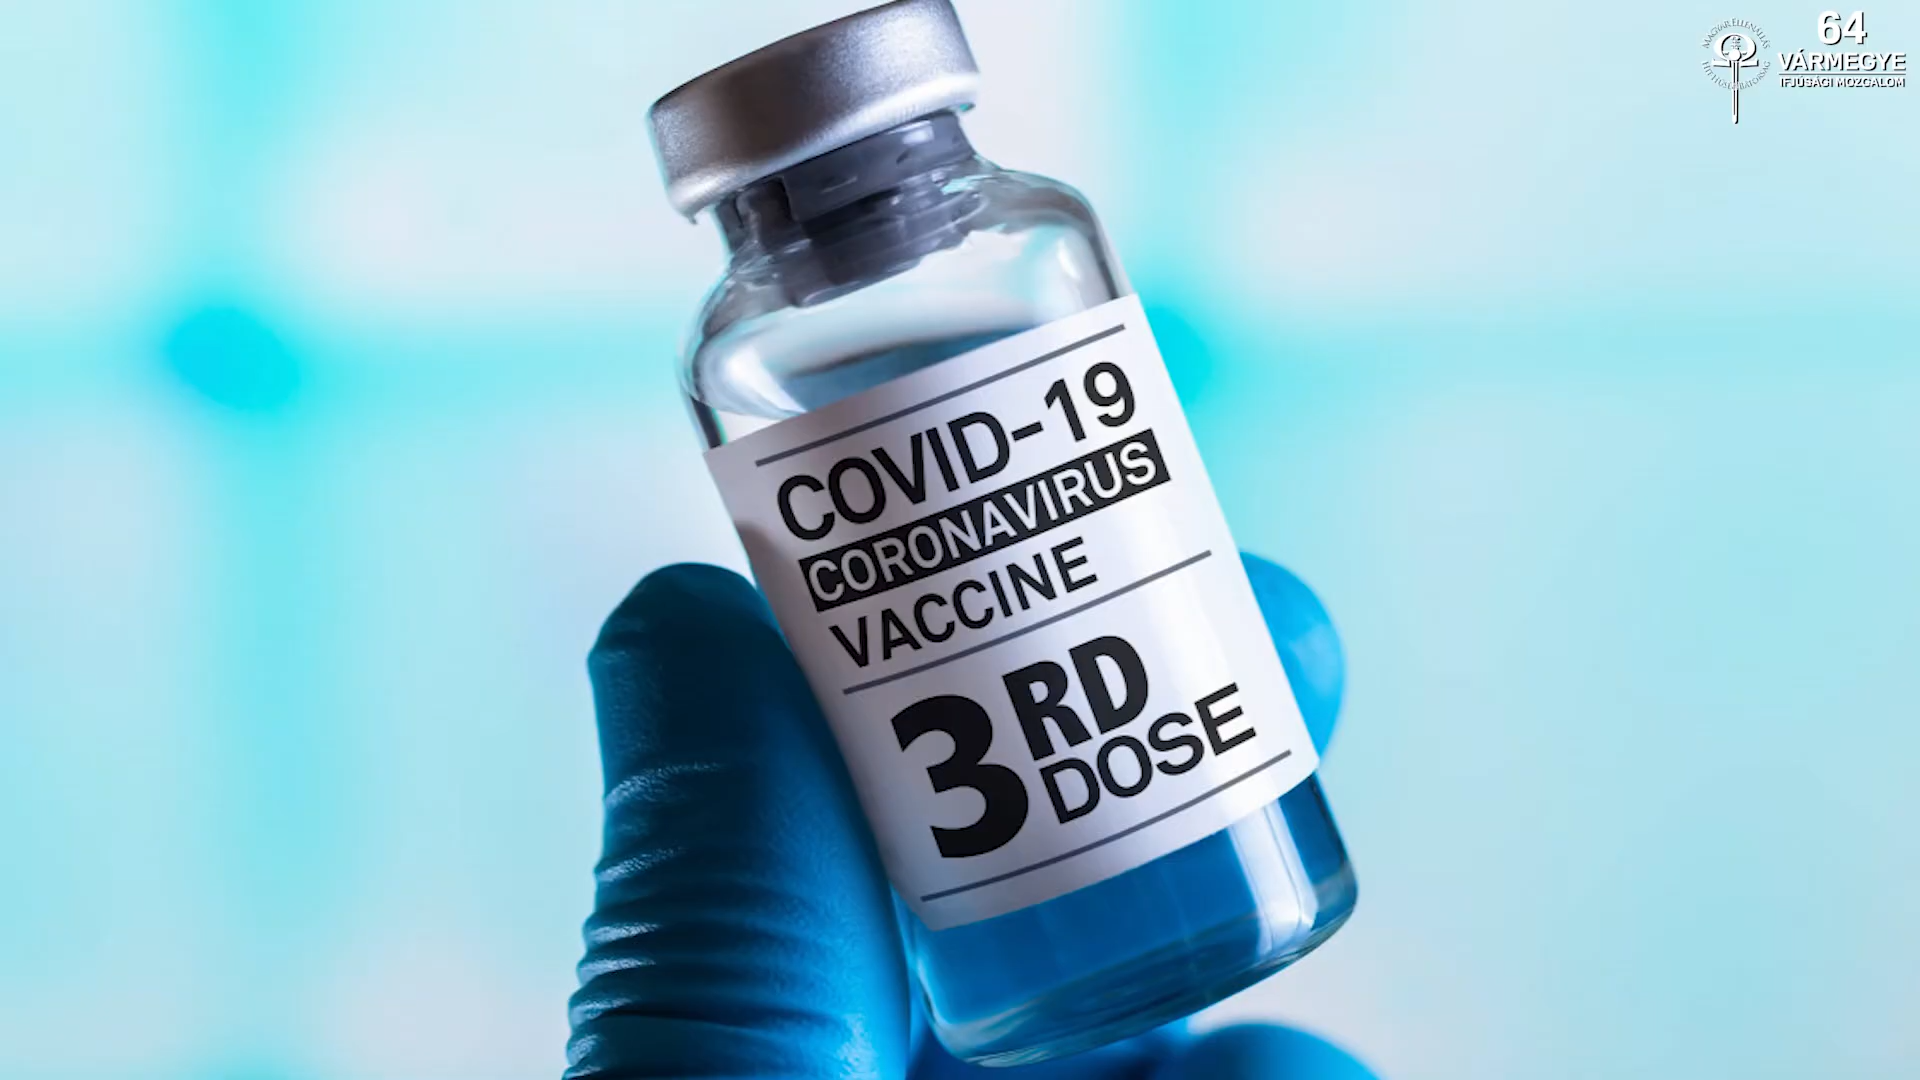 COVID-19
CORONAVIRUS
VACCINE
3RD
DOSE
64
VÁRMEGYE
IFJÚSÁGI MOZGALOM